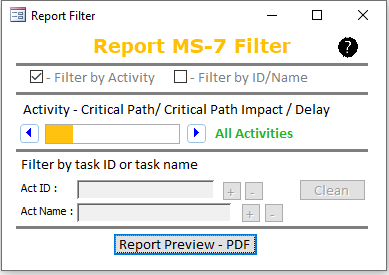 Report Filter
Report MS-7 Filter
?
- Filter by Activity - Filter by ID/Name
Activity - Critical Path/ Critical Path Impact / Delay
All Activities
Filter by task ID or task name
Act ID : + - Clean
Act Name : + -
Report Preview - PDF